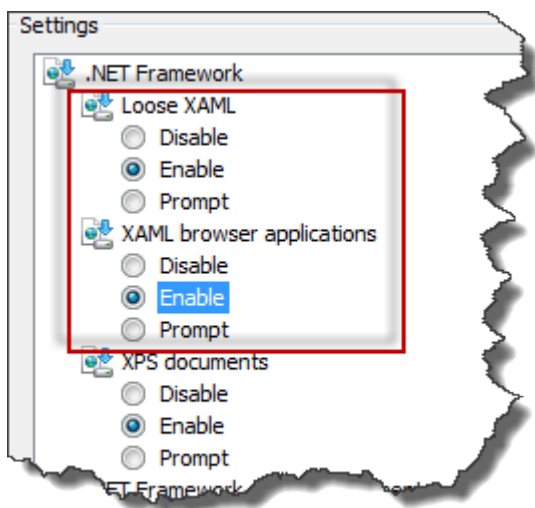 Settings
.NET Framework
Loose XAML
Disable
Enable
Prompt
XAML browser applications
Disable
Enable
Prompt
XPS documents
Disable
Enable
Prompt
Framework